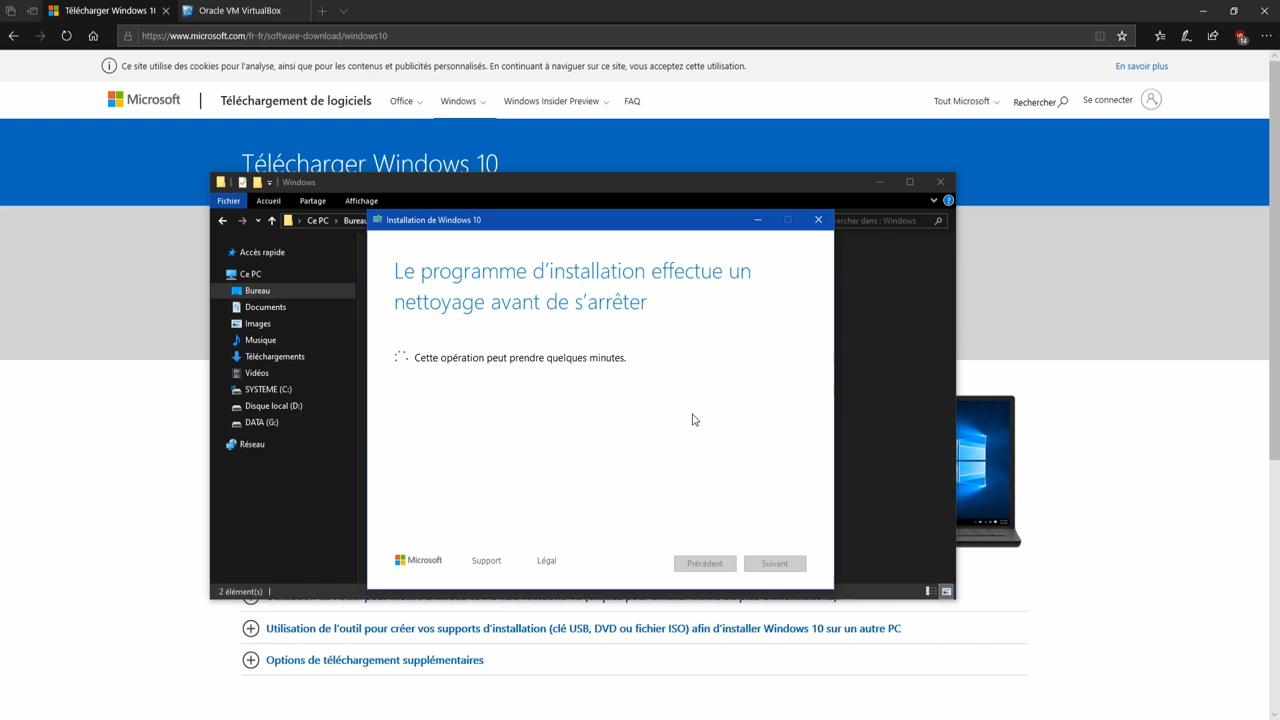 Télécharger Windows 10
Oracle VM VirtualBox
https://www.microsoft.com/fr-fr/software-download/windows10
14
Ce site utilise des cookies pour l'analyse, ainsi que pour les contenus et publicités personnalisés. En continuant à naviguer sur ce site, vous acceptez cette utilisation.
En savoir plus
Microsoft
Téléchargement de logiciels
Office
Windows
Windows Insider Preview
FAQ
Tout Microsoft
Rechercher
Se connecter
Télécharger Windows 10
Windows
Fichier
Accueil
Partage
Affichage
Ce PC
Bureau
dans : Windows
Installation de Windows 10
Accès rapide
Ce PC
Bureau
Documents
Images
Musique
Téléchargements
Vidéos
SYSTEME (C:)
Disque local (D:)
DATA (G:)
Réseau
2 élément(s)
Le programme d'installation effectue un
nettoyage avant de s'arrêter
Cette opération peut prendre quelques minutes.
Microsoft
Support
Légal
Précédent
Suivant
Utilisation de l'outil pour créer vos supports d'installation (clé USB, DVD ou fichier ISO) afin d'installer Windows 10 sur un autre PC
Options de téléchargement supplémentaires